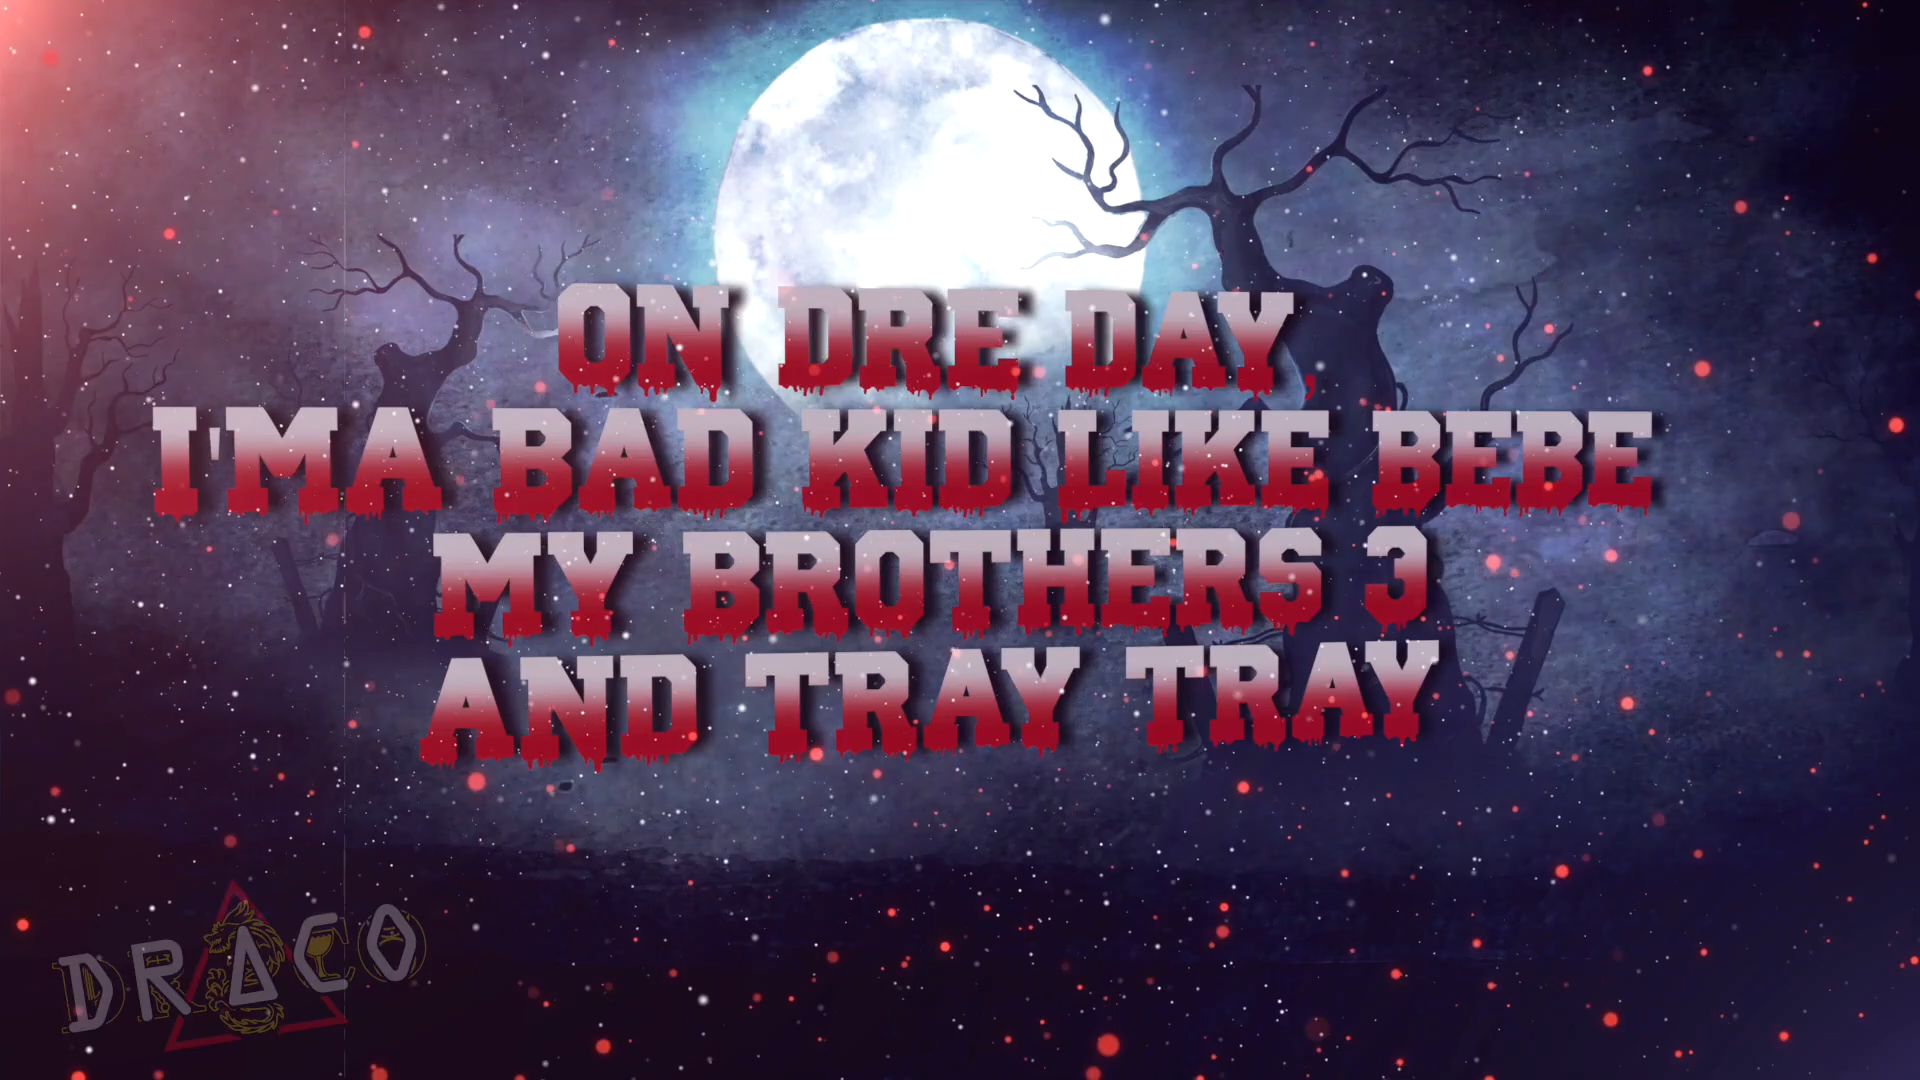 ON DRE DAY,
I'MA BAD KID LIKE BEBE
MY BROTHERS 3
AND TRAY TRAY
DRACO